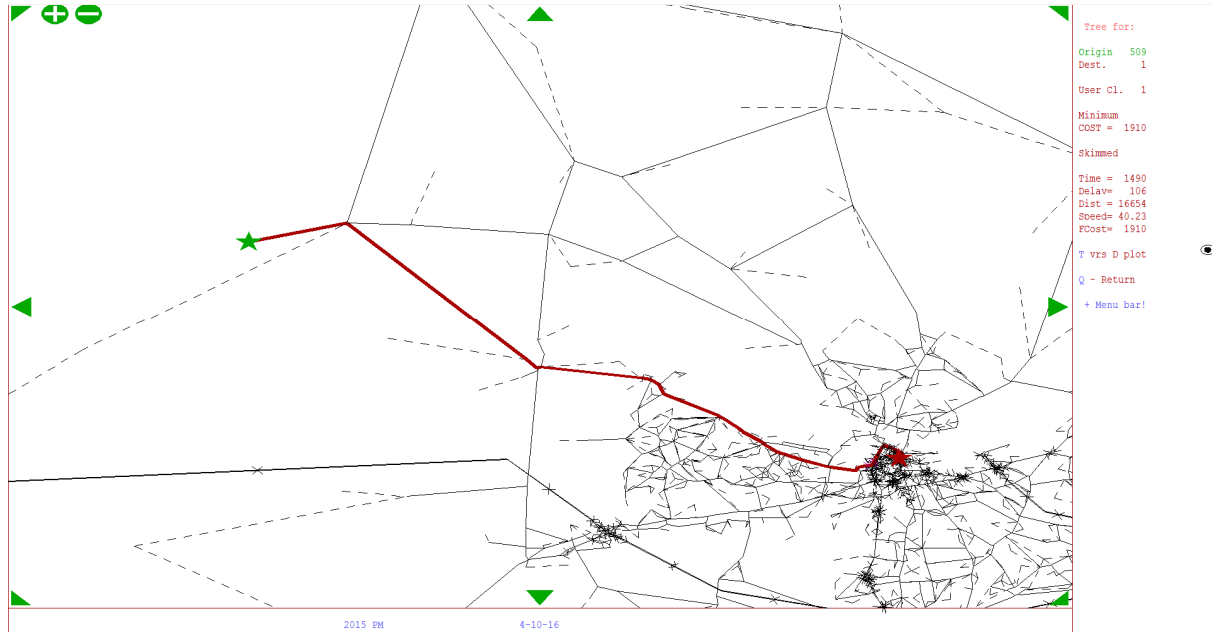 Tree for:
Origin 509
Dest. 1
User Cl. 1
Minimum
COST = 1910
Skimmed
Time = 1490
Delay= 106
Dist = 16654
Speed= 40.23
FCost= 1910
T vrs D plot
Q - Return
+ Menu bar!
2015 PM 4-10-16